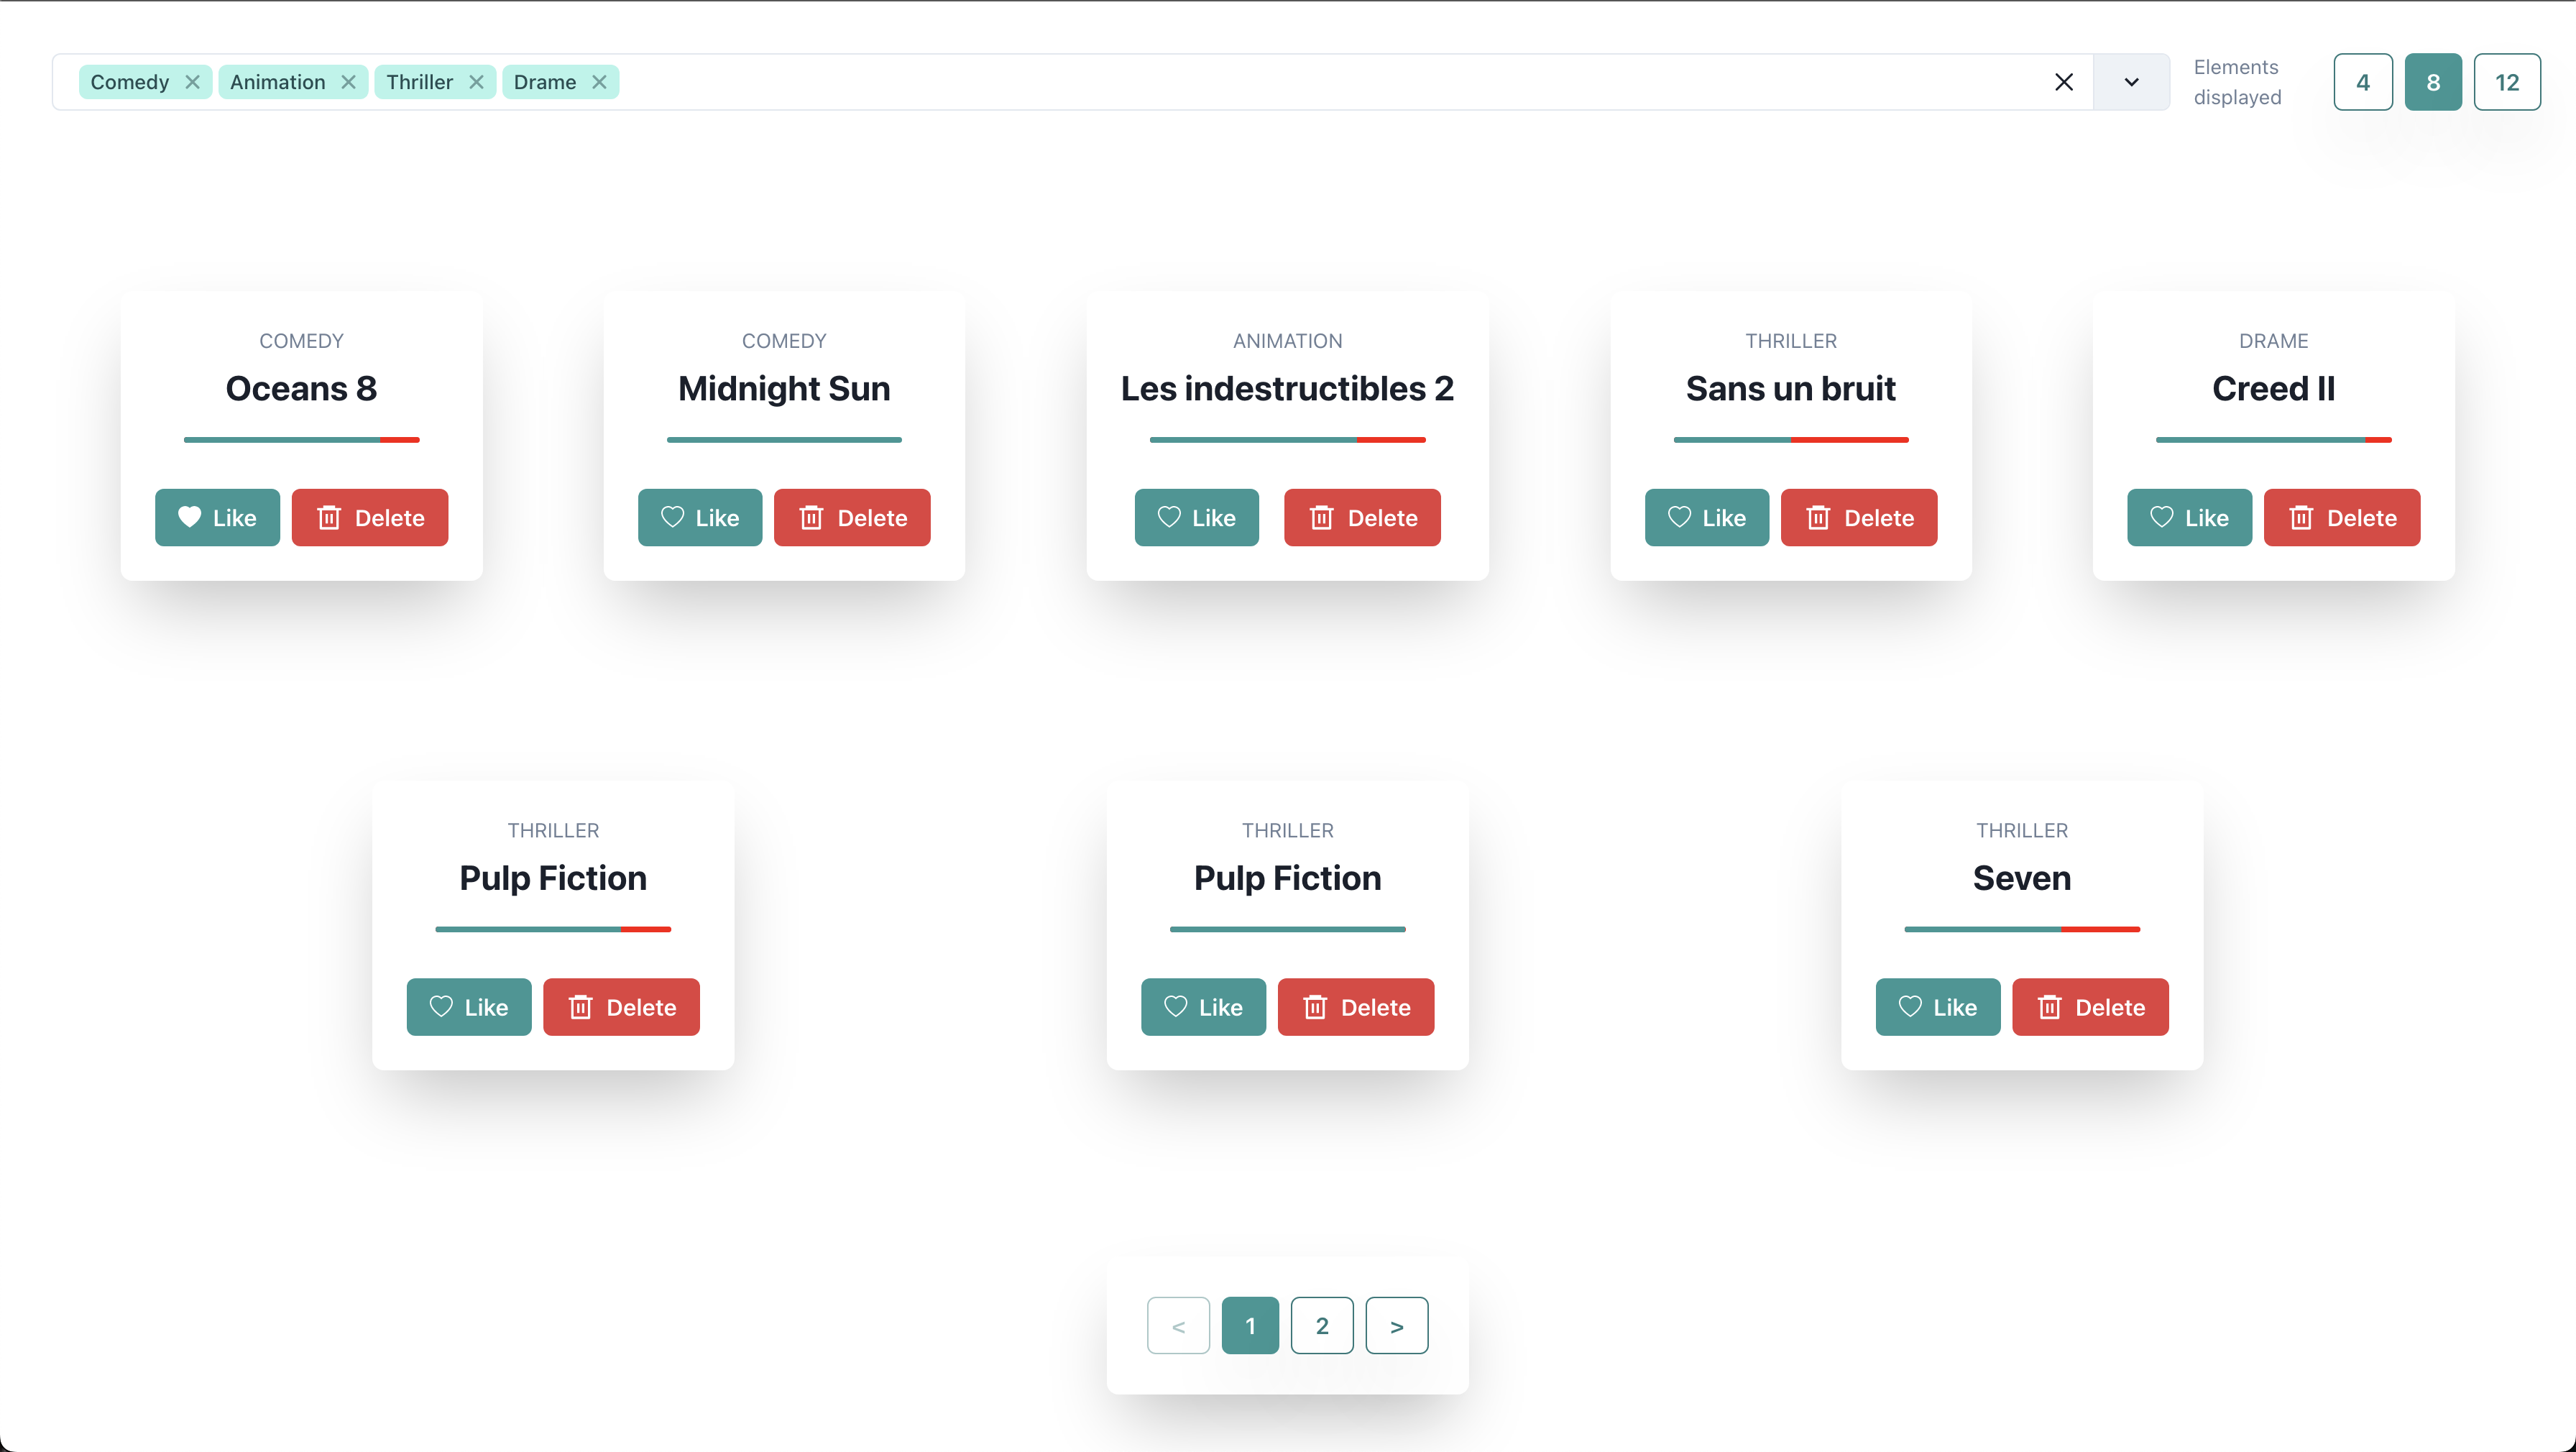 Comedy Animation Thriller Drame
Elements
displayed
4 8 12
COMEDY
Oceans 8
Like Delete
COMEDY
Midnight Sun
Like Delete
ANIMATION
Les indestructibles 2
Like Delete
THRILLER
Sans un bruit
Like Delete
DRAME
Creed II
Like Delete
THRILLER
Pulp Fiction
Like Delete
THRILLER
Pulp Fiction
Like Delete
THRILLER
Seven
Like Delete
< 1 2 >